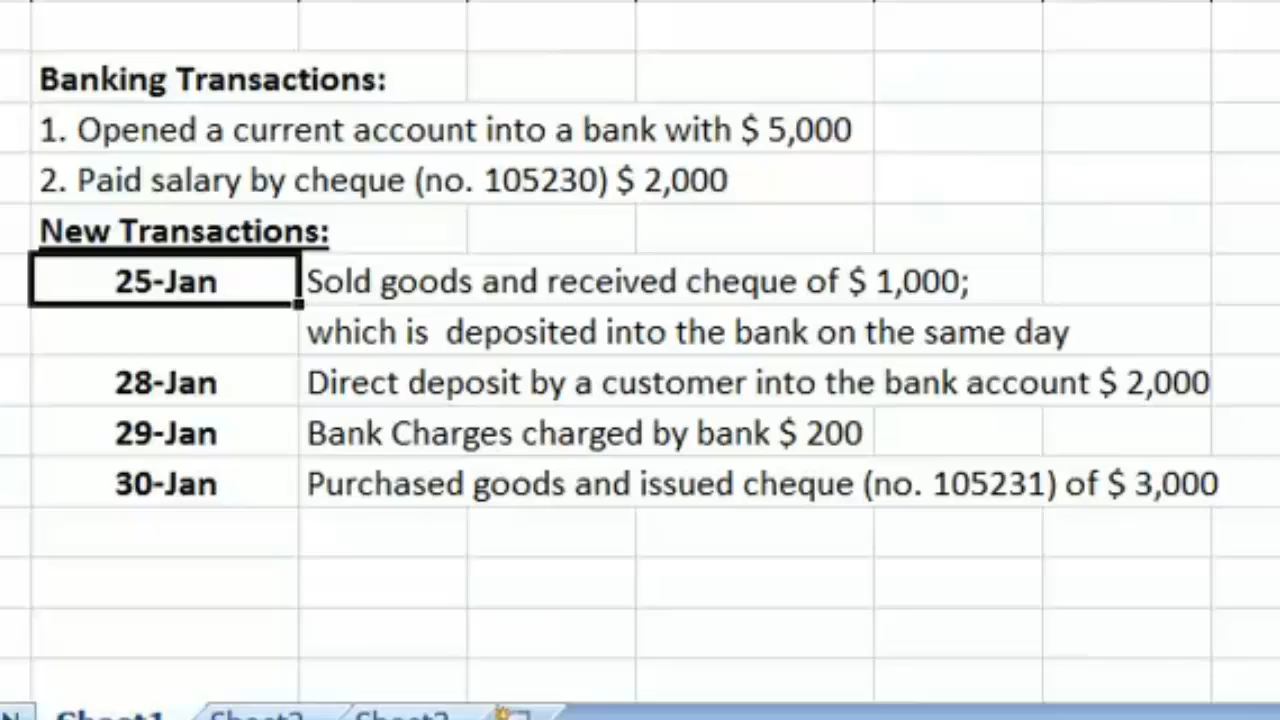 Banking Transactions:
1. Opened a current account into a bank with $ 5,000
2. Paid salary by cheque (no. 105230) $ 2,000
New Transactions:
25-Jan Sold goods and received cheque of $ 1,000;
which is deposited into the bank on the same day
28-Jan Direct deposit by a customer into the bank account $ 2,000
29-Jan Bank Charges charged by bank $ 200
30-Jan Purchased goods and issued cheque (no. 105231) of $ 3,000
Sheet1 Sheet2